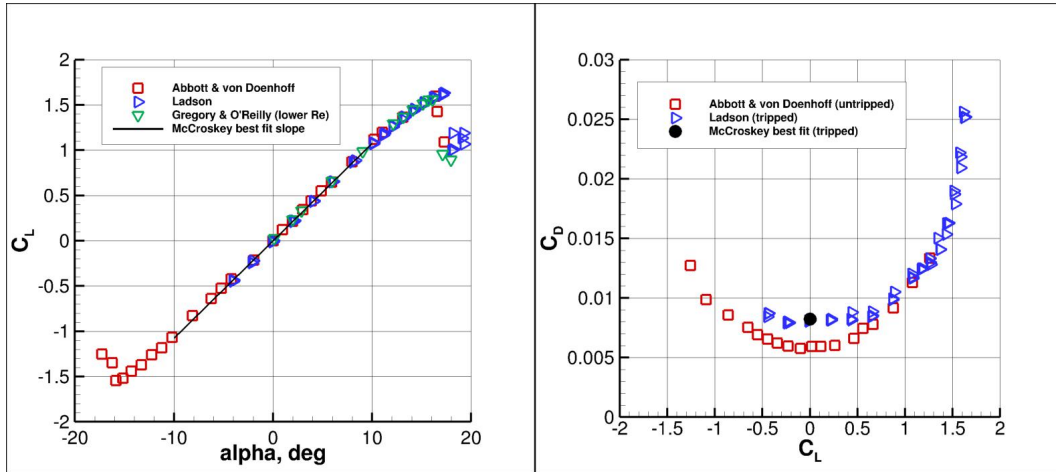 2
1.5
1
0.5
0
-0.5
-1
-1.5
-2
C_L
Abbott & von Doenhoff
Ladson
Gregory & O'Reilly (lower Re)
McCroskey best fit slope
-20
-10
0
10
20
alpha, deg
0.03
0.025
0.02
0.015
0.01
0.005
0
C_D
Abbott & von Doenhoff (untripped)
Ladson (tripped)
McCroskey best fit (tripped)
-2
-1.5
-1
-0.5
0
0.5
1
1.5
2
C_L